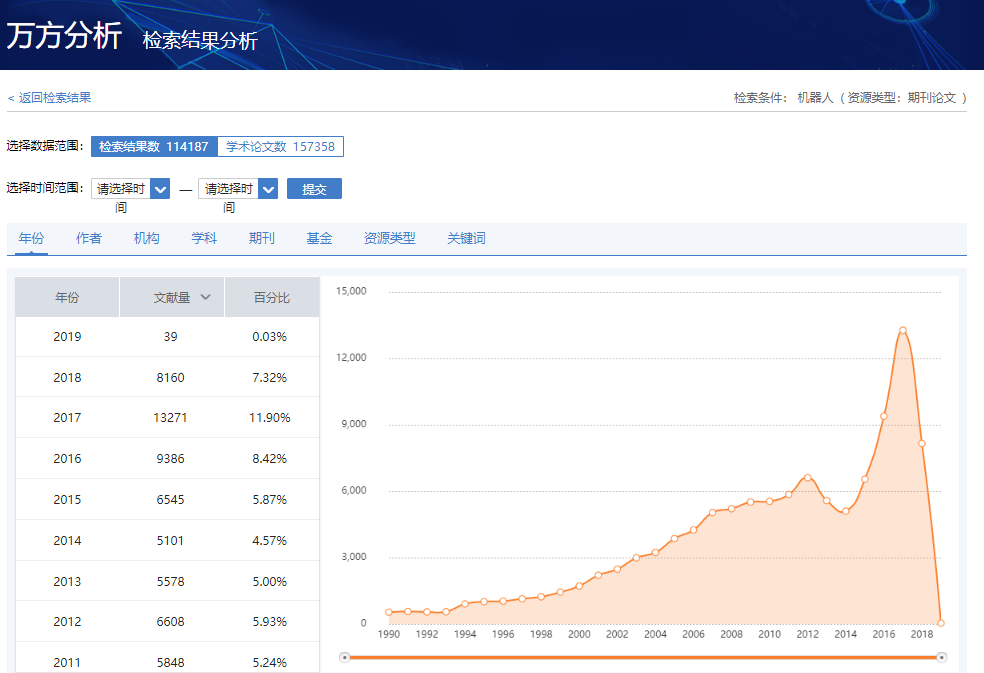 万方分析 检索结果分析
< 返回检索结果 检索条件： 机器人 （ 资源类型：期刊论文 ）
选择数据范围： 检索结果数 114187 学术论文数 157358
选择时间范围： 请选择时间 — 请选择时间 提交
年份 作者 机构 学科 期刊 基金 资源类型 关键词
年份 文献量 百分比
2019 39 0.03%
2018 8160 7.32%
2017 13271 11.90%
2016 9386 8.42%
2015 6545 5.87%
2014 5101 4.57%
2013 5578 5.00%
2012 6608 5.93%
2011 5848 5.24%
15,000
12,000
9,000
6,000
3,000
0
1990 1992 1994 1996 1998 2000 2002 2004 2006 2008 2010 2012 2014 2016 2018